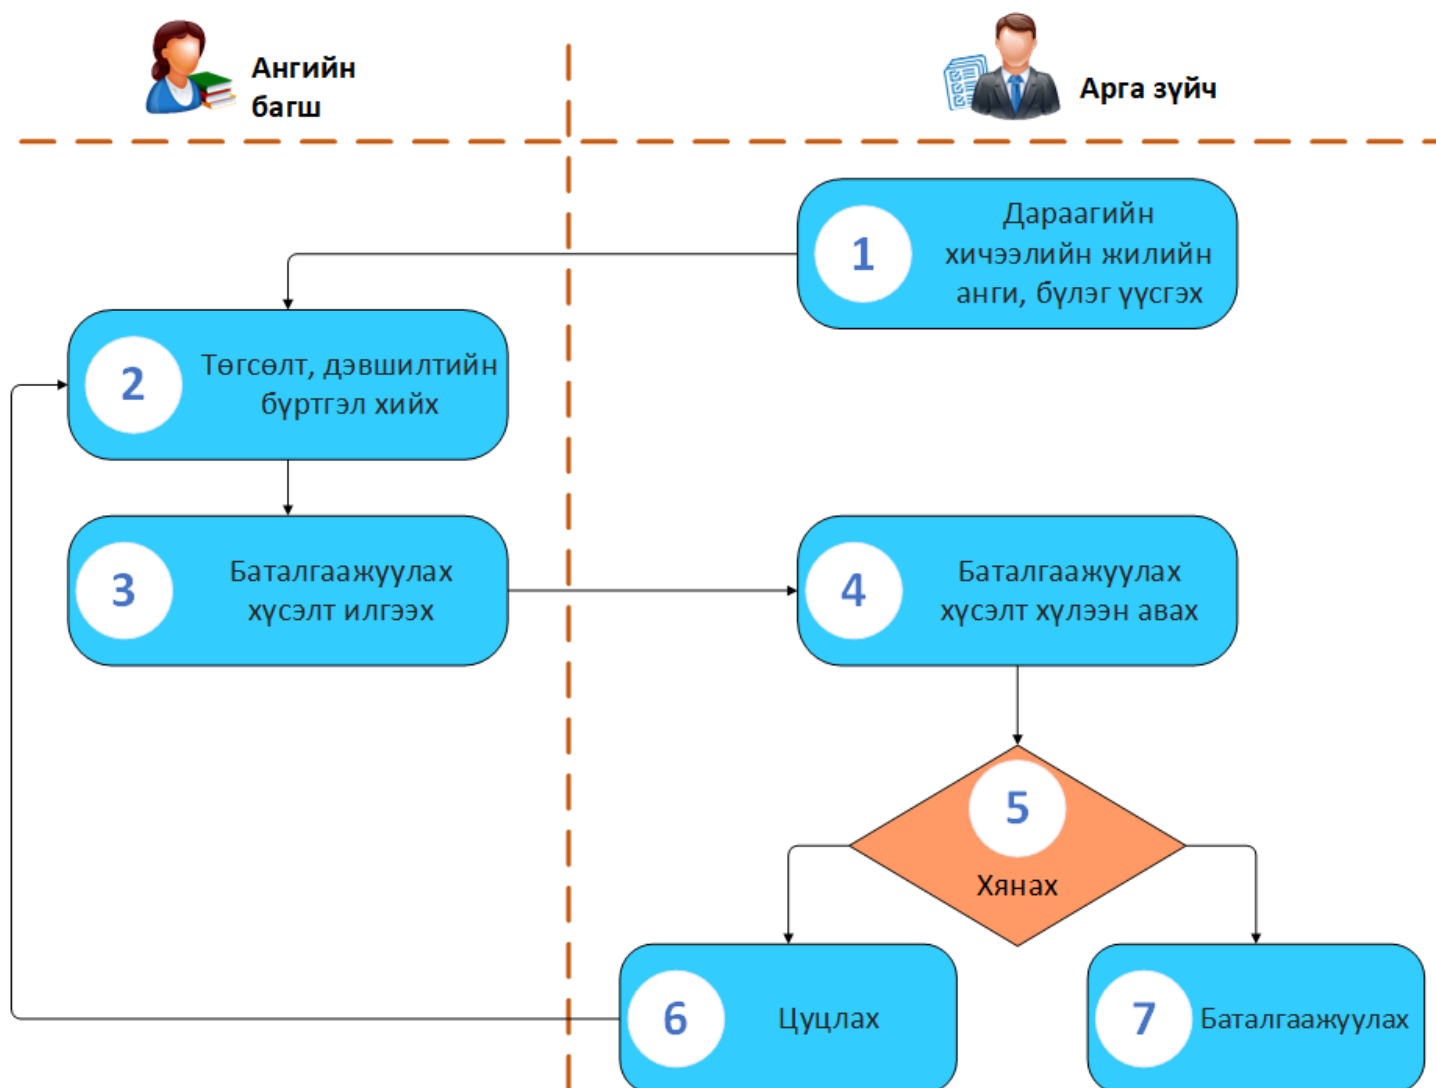 Ангийн
багш
Арга зүйч
1
Дараагийн
хичээлийн жилийн
анги, бүлэг үүсгэх
2
Төгсөлт, дэвшилтийн
бүртгэл хийх
3
Баталгаажуулах
хүсэлт илгээх
4
Баталгаажуулах
хүсэлт хүлээн авах
5
Хянах
6
Цуцлах
7
Баталгаажуулах